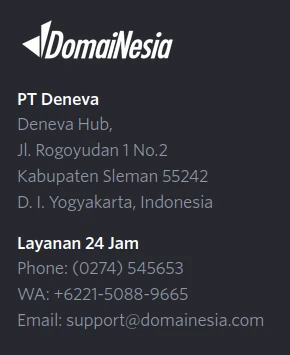 DomaiNesia
PT Deneva
Deneva Hub,
Jl. Rogoyudan 1 No.2
Kabupaten Sleman 55242
D. I. Yogyakarta, Indonesia
Layanan 24 Jam
Phone: (0274) 545653
WA: +6221-5088-9665
Email: support@domainesia.com